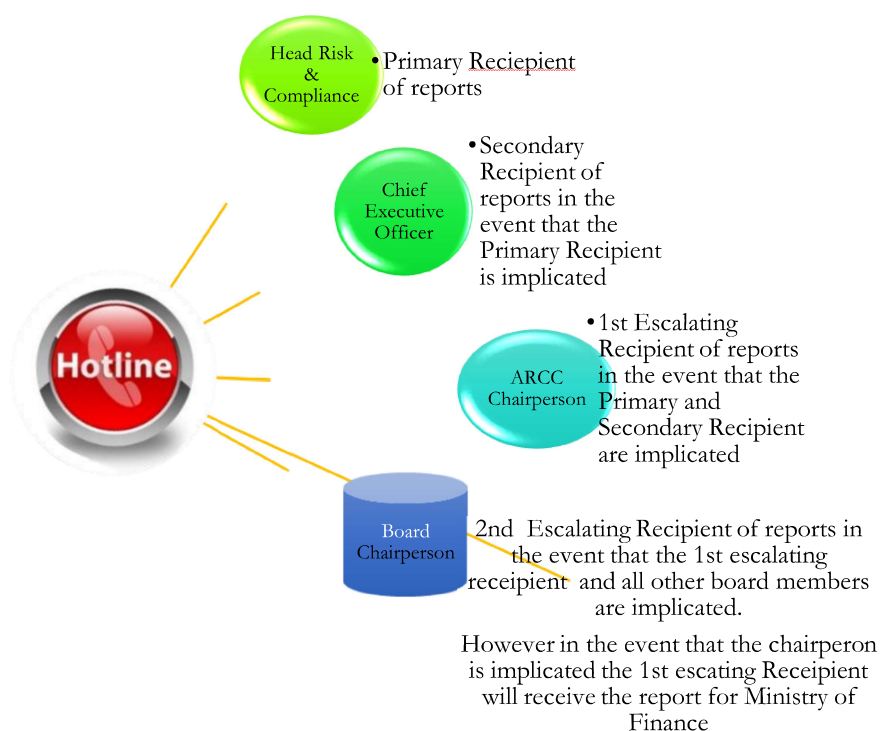 Head Risk
&
Compliance
•Primary Reciepient
of reports
Chief
Executive
Officer
•Secondary
Recipient of
reports in the
event that the
Primary Recipient
is implicated
Hotline
ARCC
Chairperson
•1st Escalating
Recipient of reports
in the event that the
Primary and
Secondary Recipient
are implicated
Board
Chairperson
2nd Escalating Recipient of reports in
the event that the 1st escalating
receipient and all other board members
are implicated.
However in the event that the chairperon
is implicated the 1st escating Receipient
will receive the report for Ministry of
Finance